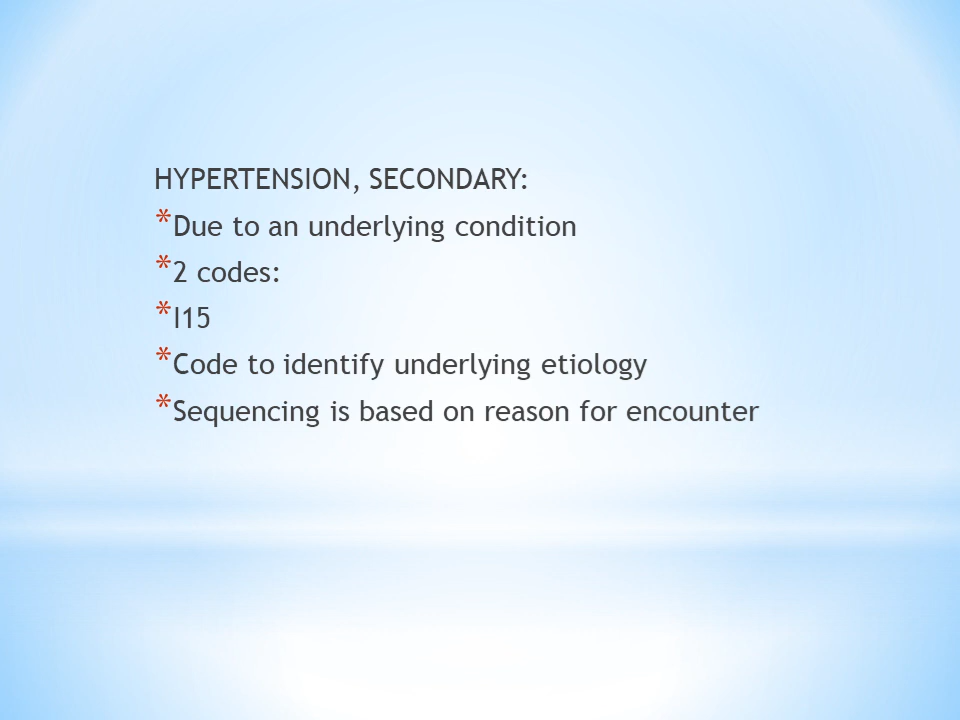 HYPERTENSION, SECONDARY:
*Due to an underlying condition
*2 codes:
*I15
*Code to identify underlying etiology
*Sequencing is based on reason for encounter